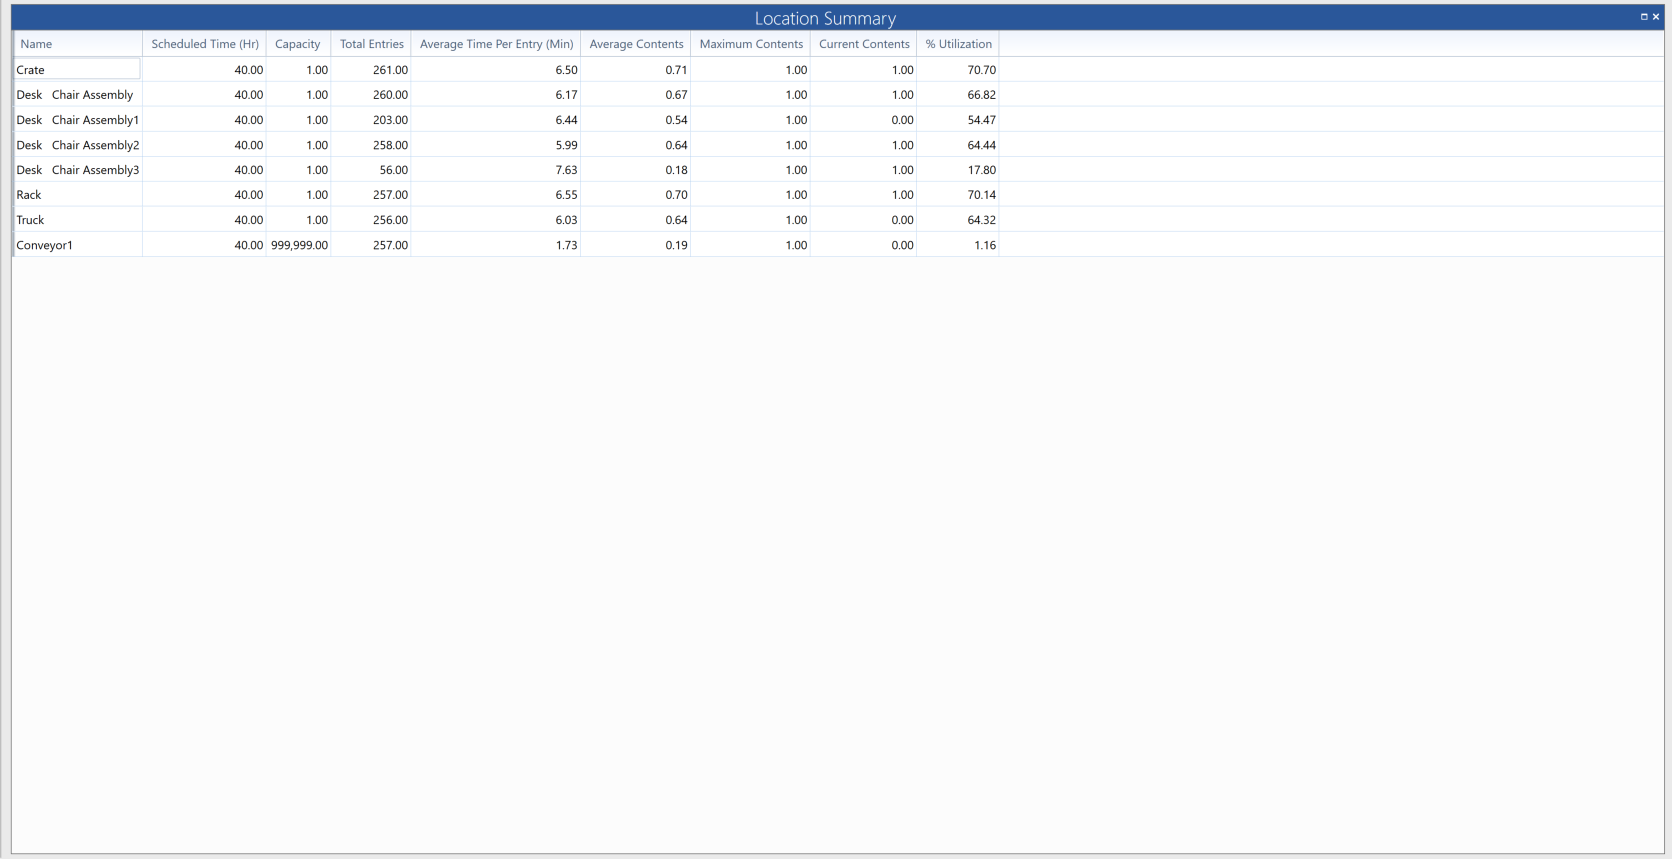 Location Summary
Name Scheduled Time (Hr) Capacity Total Entries Average Time Per Entry (Min) Average Contents Maximum Contents Current Contents % Utilization
Crate 40.00 1.00 261.00 6.50 0.71 1.00 1.00 70.70
Desk Chair Assembly 40.00 1.00 260.00 6.17 0.67 1.00 1.00 66.82
Desk Chair Assembly1 40.00 1.00 203.00 6.44 0.54 1.00 0.00 54.47
Desk Chair Assembly2 40.00 1.00 258.00 5.99 0.64 1.00 1.00 64.44
Desk Chair Assembly3 40.00 1.00 56.00 7.63 0.18 1.00 1.00 17.80
Rack 40.00 1.00 257.00 6.55 0.70 1.00 1.00 70.14
Truck 40.00 1.00 256.00 6.03 0.64 1.00 0.00 64.32
Conveyor1 40.00 999,999.00 257.00 1.73 0.19 1.00 0.00 1.16